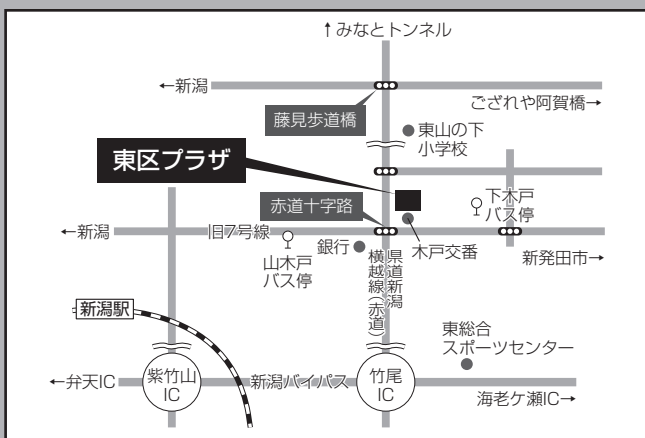 ↑みなとトンネル
←新潟
ござれや阿賀橋→
藤見歩道橋
東山の下
小学校
東区プラザ
下木戸
バス停
赤道十字路
←新潟
旧7号線
山木戸
バス停
銀行
木戸交番
新発田市→
県道新潟
横越線(赤道)
新潟駅
東総合
スポーツセンター
←弁天IC
紫竹山
IC
新潟バイパス
竹尾
IC
海老ケ瀬IC→